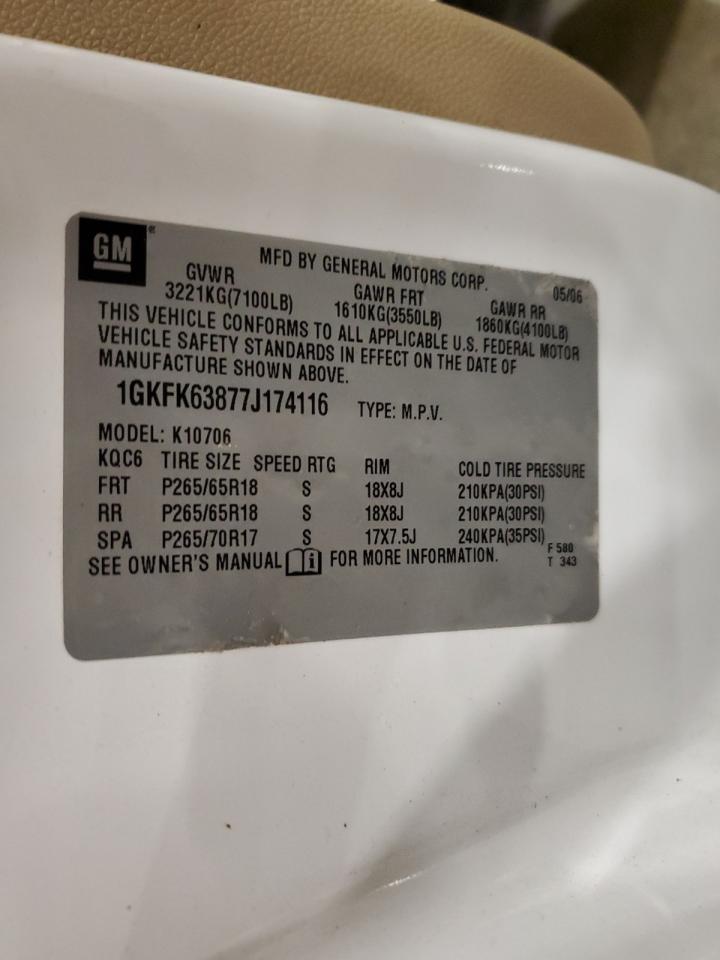 GM®
MFD BY GENERAL MOTORS CORP. 05/06
GVWR GAWR FRT GAWR RR
3221KG(7100LB) 1610KG(3550LB) 1860KG(4100LB)
THIS VEHICLE CONFORMS TO ALL APPLICABLE U.S. FEDERAL MOTOR
VEHICLE SAFETY STANDARDS IN EFFECT ON THE DATE OF
MANUFACTURE SHOWN ABOVE.
1GKFK63877J174116 TYPE: M.P.V.
MODEL: K10706
KQC6 TIRE SIZE SPEED RTG RIM COLD TIRE PRESSURE
FRT P265/65R18 S 18X8J 210KPA(30PSI)
RR P265/65R18 S 18X8J 210KPA(30PSI)
SPA P265/70R17 S 17X7.5J 240KPA(35PSI)
SEE OWNER'S MANUAL i FOR MORE INFORMATION.
F 580
T 343